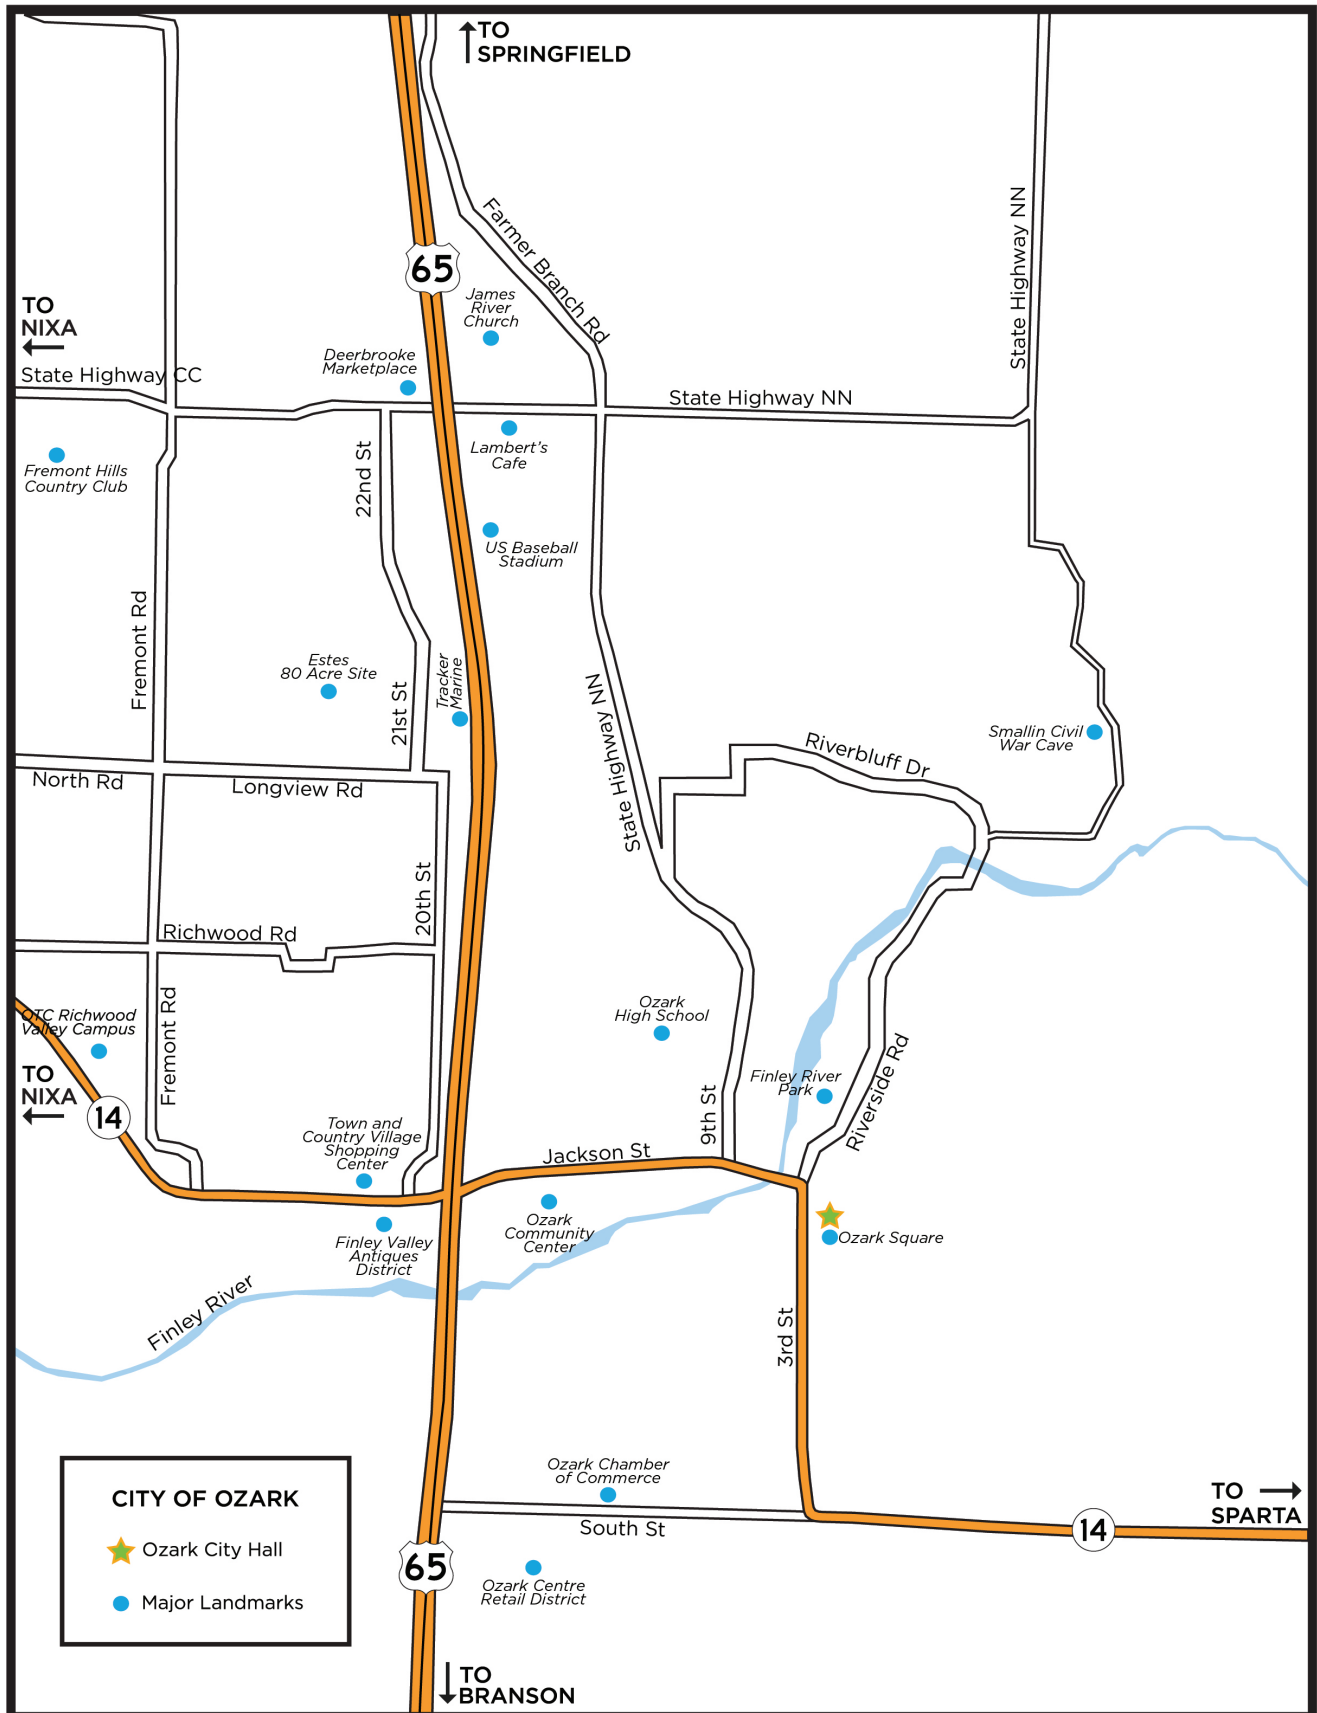 TO
SPRINGFIELD
Farmer Branch Rd
State Highway NN
65
James
River
Church
TO
NIXA
Deerbrooke
Marketplace
State Highway CC
State Highway NN
Lambert's
Cafe
22nd St
Fremont Hills
Country Club
US Baseball
Stadium
Fremont Rd
Estes
80 Acre Site
21st St
Tracker
Marine
State Highway NN
Smallin Civil
War Cave
Riverbluff Dr
North Rd
Longview Rd
20th St
Richwood Rd
OTC Richwood
Valley Campus
Fremont Rd
Ozark
High School
TO
NIXA
14
Finley River
Park
Riverside Rd
9th St
Town and
Country Village
Shopping
Center
Jackson St
Finley Valley
Antiques
District
Ozark
Community
Center
Ozark Square
Finley River
3rd St
Ozark Chamber
of Commerce
South St
TO
SPARTA
14
65
Ozark Centre
Retail District
CITY OF OZARK
Ozark City Hall
Major Landmarks
TO
BRANSON